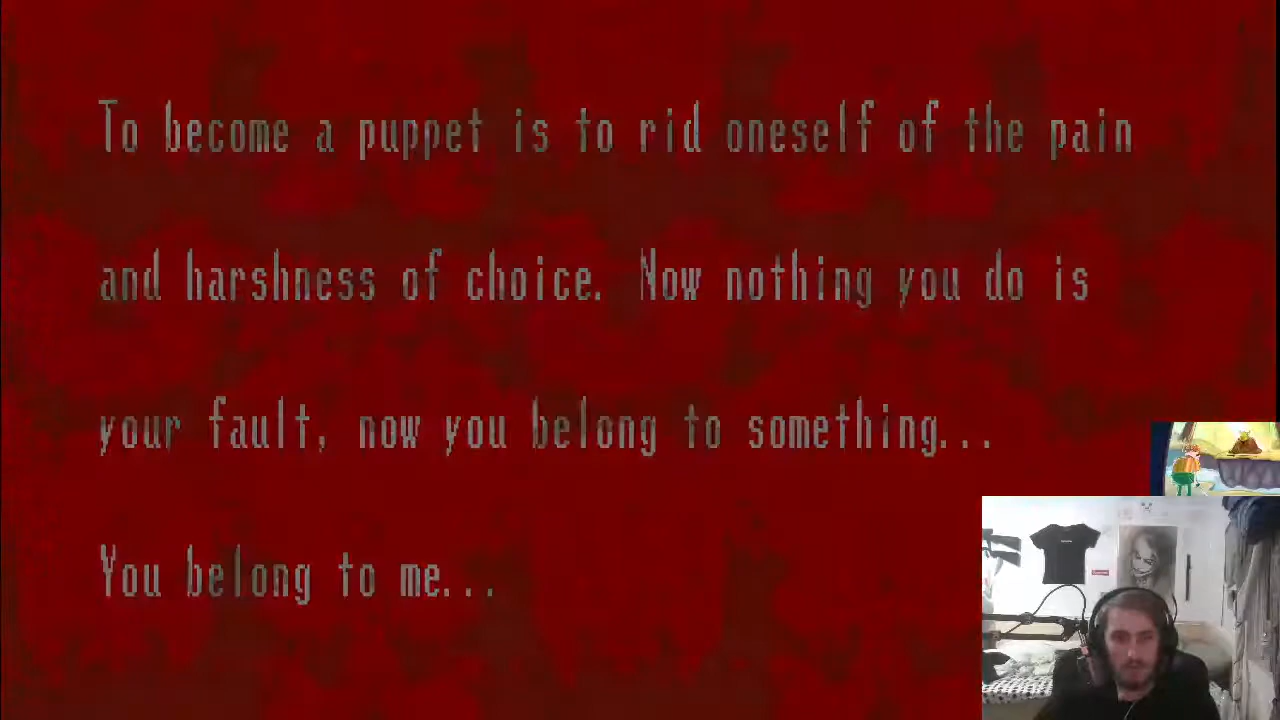 To become a puppet is to rid oneself of the pain
and harshness of choice. Now nothing you do is
your fault, now you belong to something...
You belong to me...